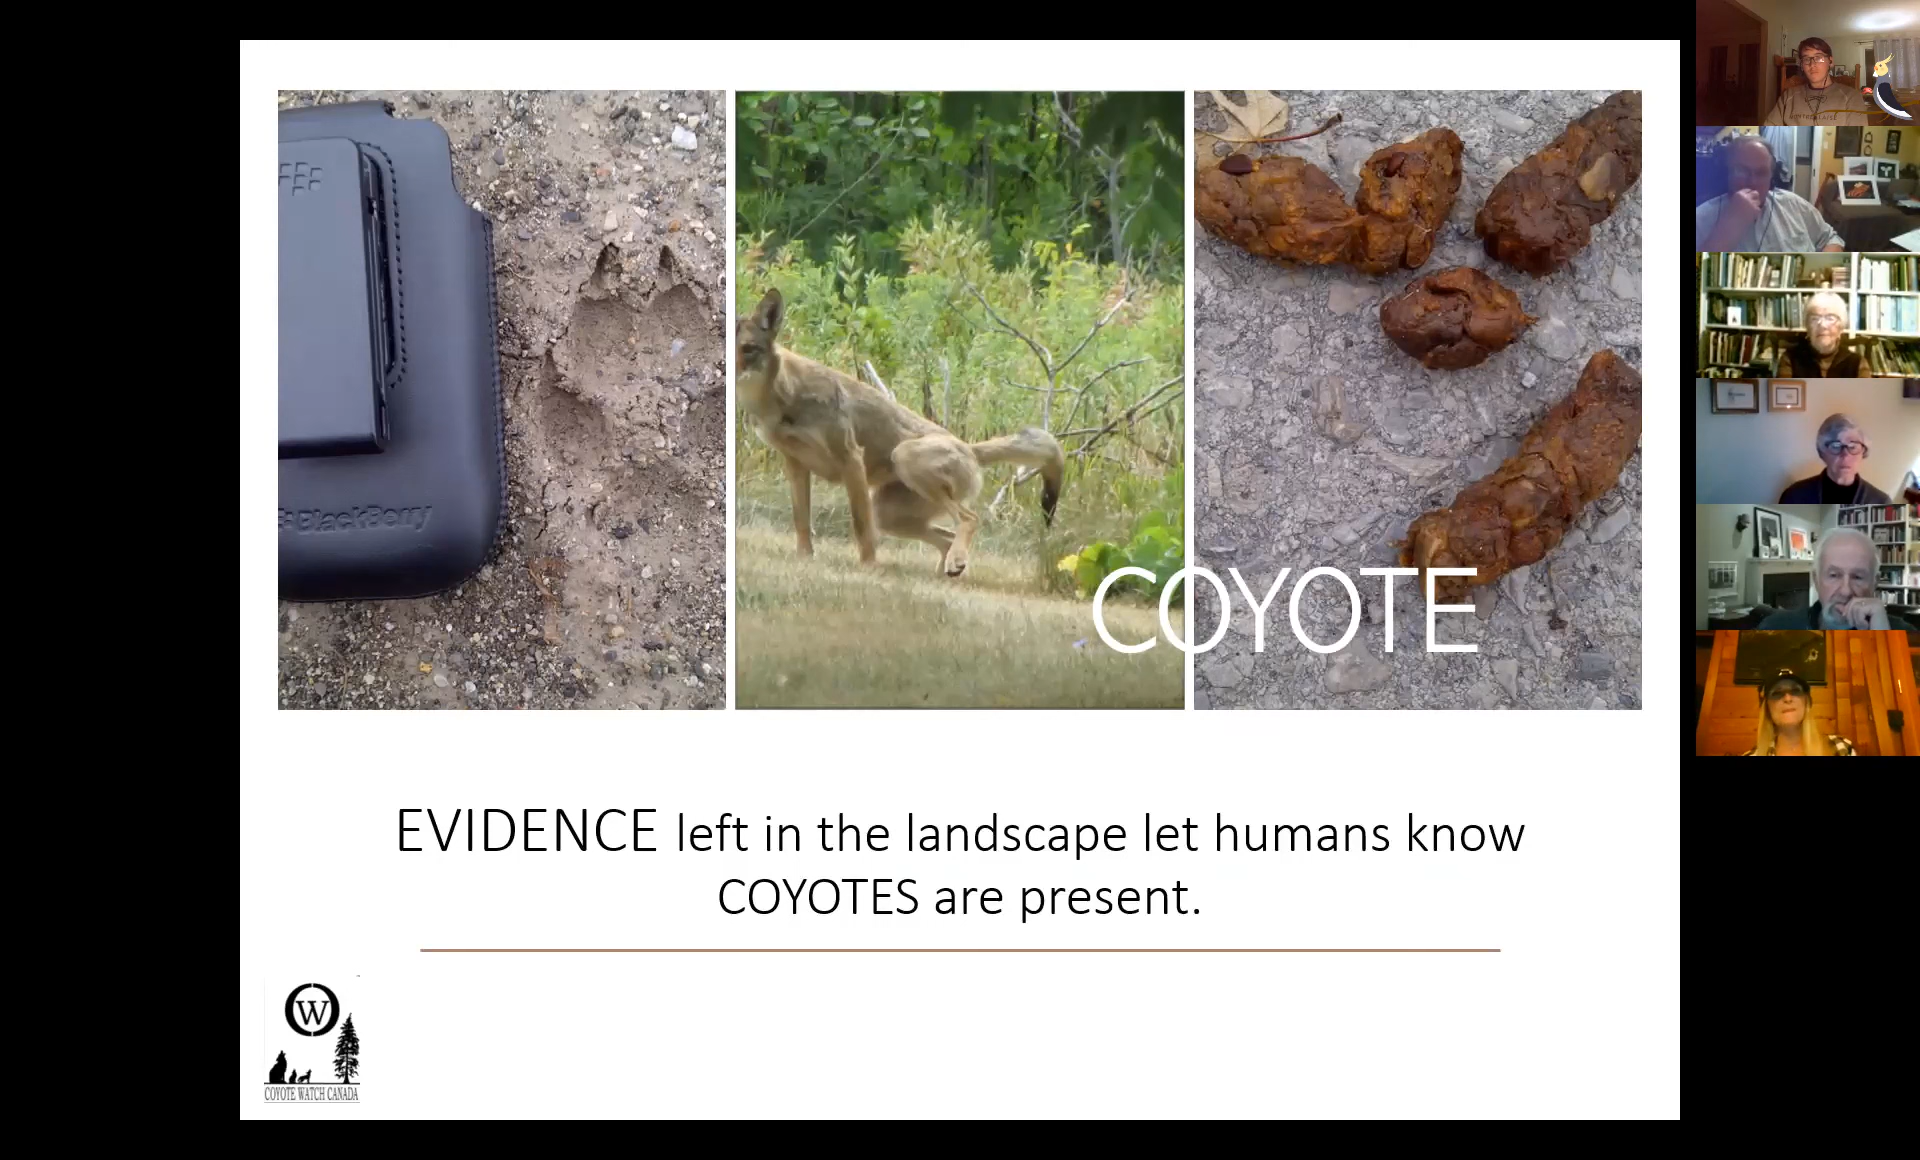 BlackBerry
COYOTE
EVIDENCE left in the landscape let humans know
COYOTES are present.
W
COYOTE WATCH CANADA